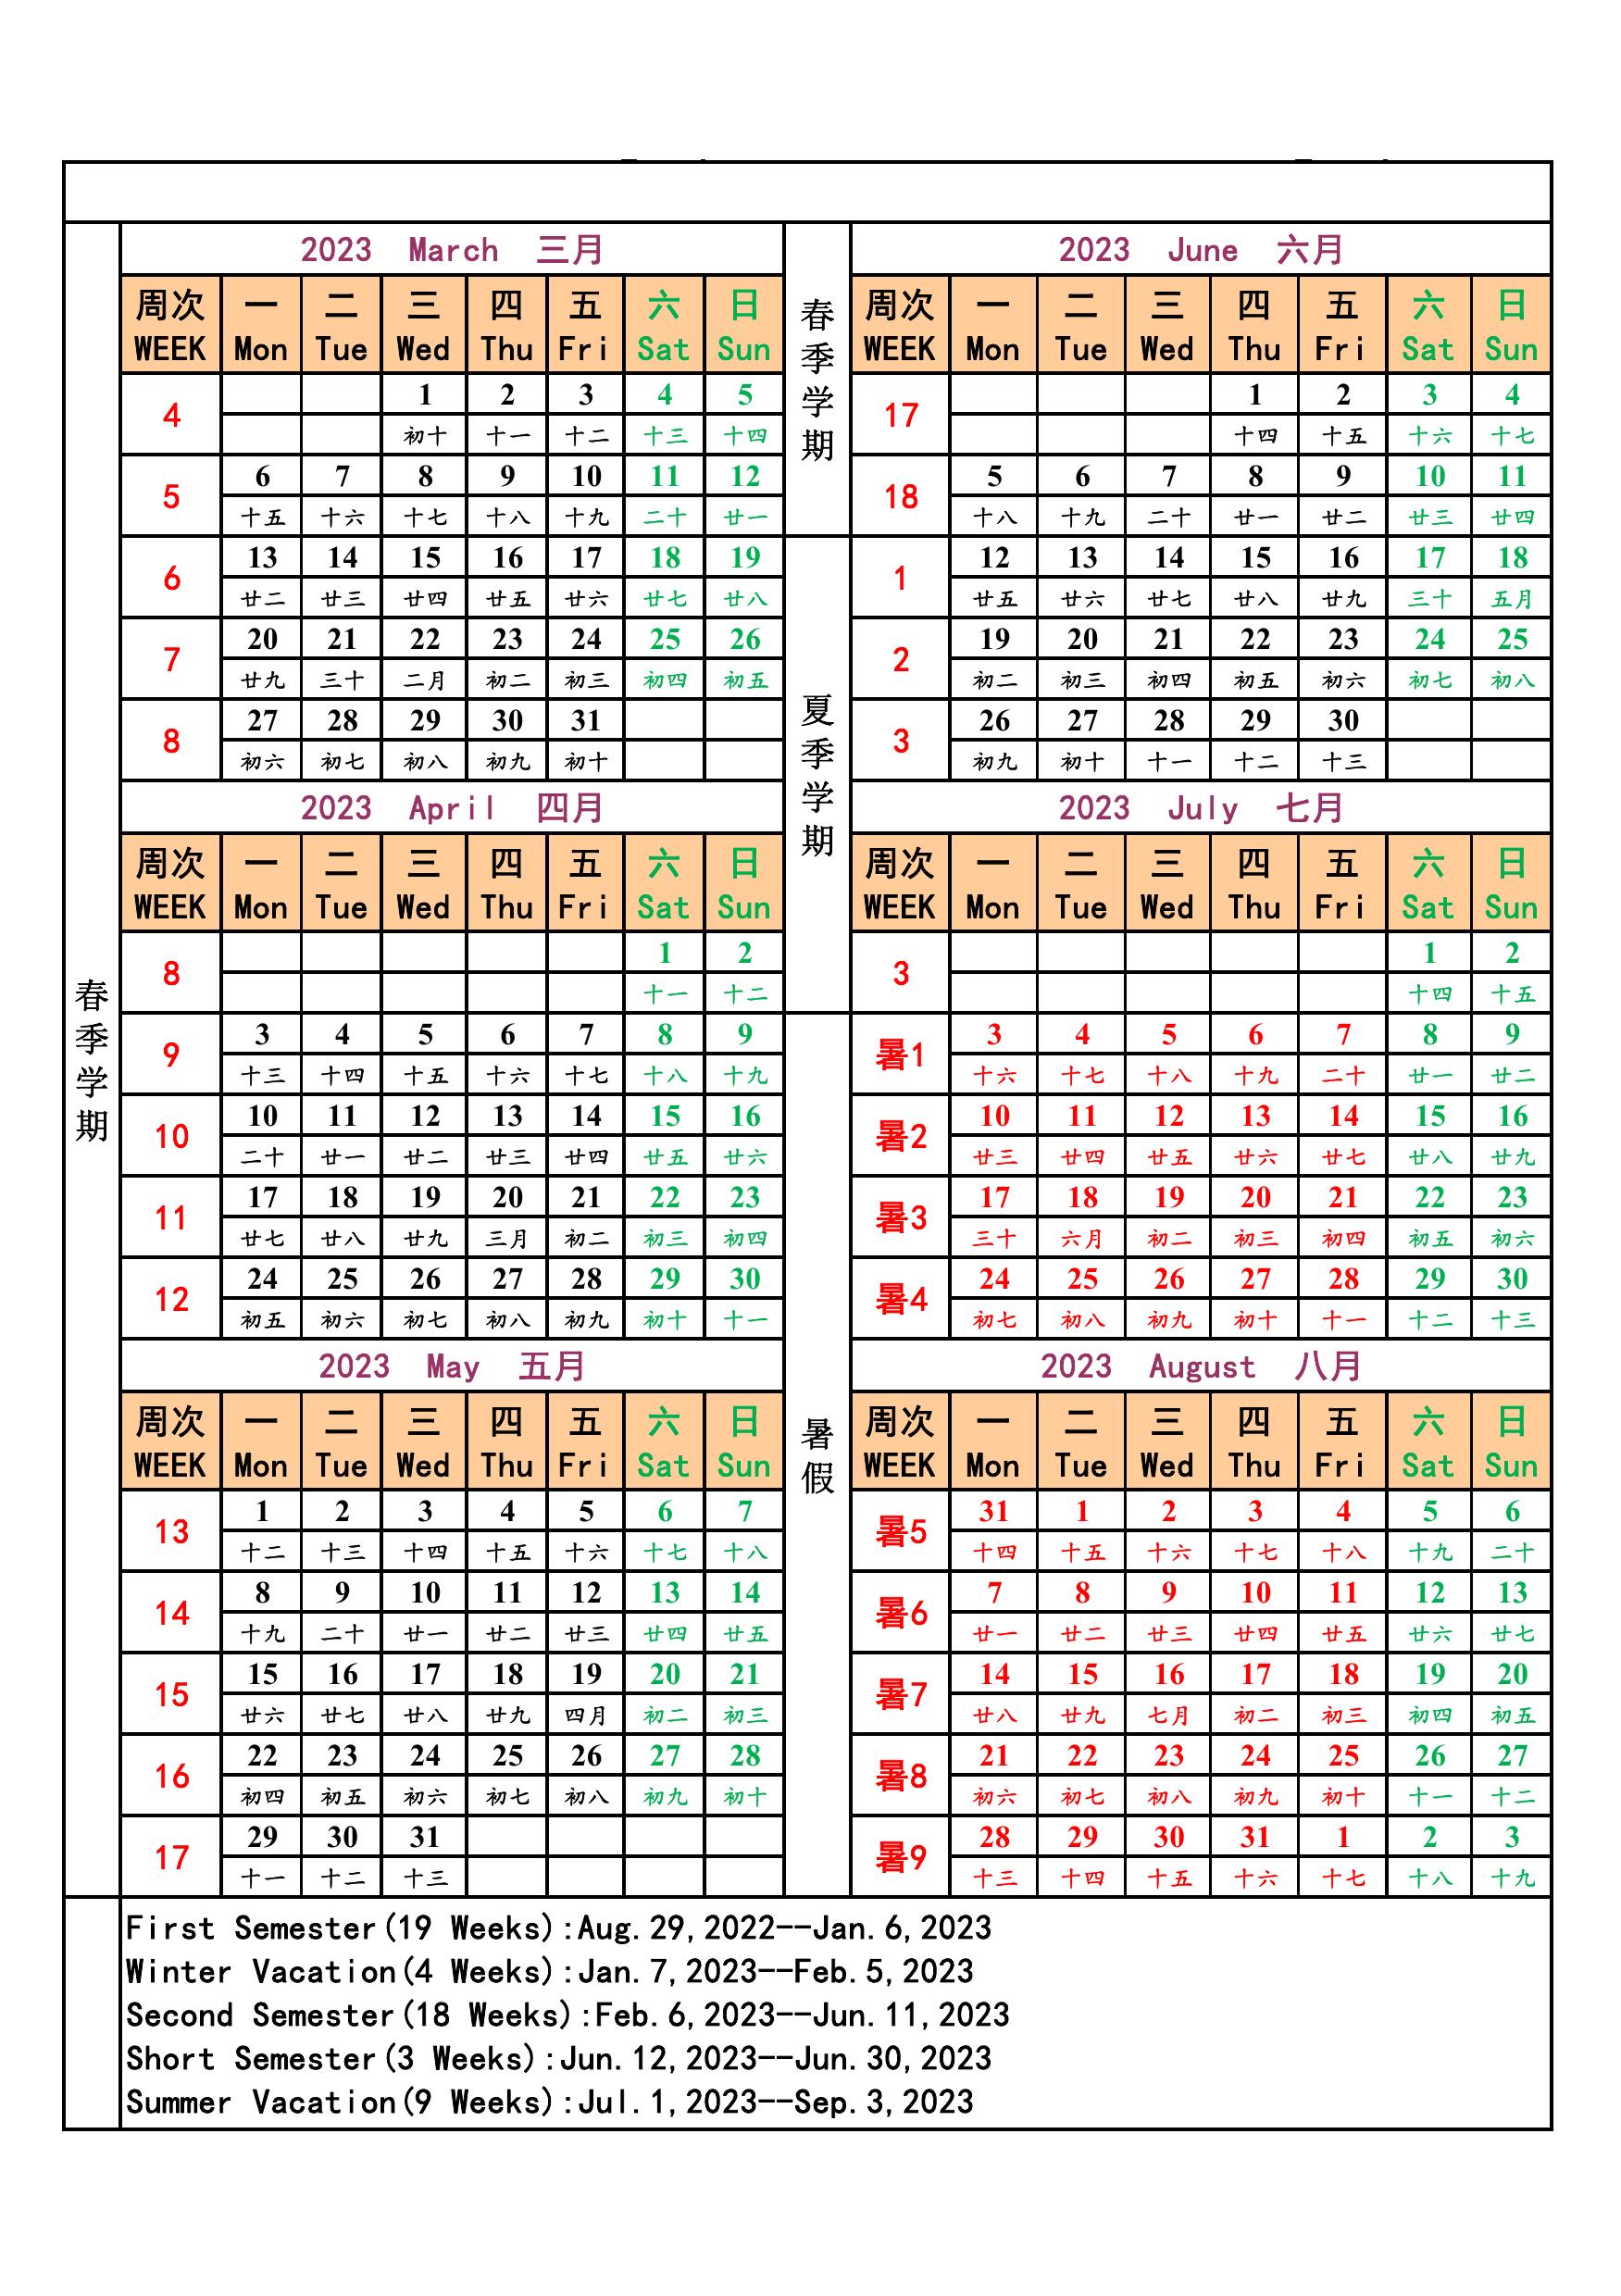 2023 March 三月
周次 一 二 三 四 五 六 日
WEEK Mon Tue Wed Thu Fri Sat Sun
4 1 2 3 4 5
初十 十一 十二 十三 十四
5 6 7 8 9 10 11 12
十五 十六 十七 十八 十九 二十 廿一
6 13 14 15 16 17 18 19
廿二 廿三 廿四 廿五 廿六 廿七 廿八
7 20 21 22 23 24 25 26
廿九 三十 二月 初二 初三 初四 初五
8 27 28 29 30 31
初六 初七 初八 初九 初十
2023 April 四月
周次 一 二 三 四 五 六 日
WEEK Mon Tue Wed Thu Fri Sat Sun
8 1 2
十一 十二
9 3 4 5 6 7 8 9
十三 十四 十五 十六 十七 十八 十九
10 10 11 12 13 14 15 16
二十 廿一 廿二 廿三 廿四 廿五 廿六
11 17 18 19 20 21 22 23
廿七 廿八 廿九 三月 初二 初三 初四
12 24 25 26 27 28 29 30
初五 初六 初七 初八 初九 初十 十一
2023 May 五月
周次 一 二 三 四 五 六 日
WEEK Mon Tue Wed Thu Fri Sat Sun
13 1 2 3 4 5 6 7
十二 十三 十四 十五 十六 十七 十八
14 8 9 10 11 12 13 14
十九 二十 廿一 廿二 廿三 廿四 廿五
15 15 16 17 18 19 20 21
廿六 廿七 廿八 廿九 四月 初二 初三
16 22 23 24 25 26 27 28
初四 初五 初六 初七 初八 初九 初十
17 29 30 31
十一 十二 十三
春季学期
春季学期
夏季学期
暑假
2023 June 六月
周次 一 二 三 四 五 六 日
WEEK Mon Tue Wed Thu Fri Sat Sun
17 1 2 3 4
十四 十五 十六 十七
18 5 6 7 8 9 10 11
十八 十九 二十 廿一 廿二 廿三 廿四
1 12 13 14 15 16 17 18
廿五 廿六 廿七 廿八 廿九 三十 五月
2 19 20 21 22 23 24 25
初二 初三 初四 初五 初六 初七 初八
3 26 27 28 29 30
初九 初十 十一 十二 十三
2023 July 七月
周次 一 二 三 四 五 六 日
WEEK Mon Tue Wed Thu Fri Sat Sun
3 1 2
十四 十五
暑1 3 4 5 6 7 8 9
十六 十七 十八 十九 二十 廿一 廿二
暑2 10 11 12 13 14 15 16
廿三 廿四 廿五 廿六 廿七 廿八 廿九
暑3 17 18 19 20 21 22 23
三十 六月 初二 初三 初四 初五 初六
暑4 24 25 26 27 28 29 30
初七 初八 初九 初十 十一 十二 十三
2023 August 八月
周次 一 二 三 四 五 六 日
WEEK Mon Tue Wed Thu Fri Sat Sun
暑5 31 1 2 3 4 5 6
十四 十五 十六 十七 十八 十九 二十
暑6 7 8 9 10 11 12 13
廿一 廿二 廿三 廿四 廿五 廿六 廿七
暑7 14 15 16 17 18 19 20
廿八 廿九 七月 初二 初三 初四 初五
暑8 21 22 23 24 25 26 27
初六 初七 初八 初九 初十 十一 十二
暑9 28 29 30 31 1 2 3
十三 十四 十五 十六 十七 十八 十九
First Semester(19 Weeks):Aug.29,2022--Jan.6,2023
Winter Vacation(4 Weeks):Jan.7,2023--Feb.5,2023
Second Semester(18 Weeks):Feb.6,2023--Jun.11,2023
Short Semester(3 Weeks):Jun.12,2023--Jun.30,2023
Summer Vacation(9 Weeks):Jul.1,2023--Sep.3,2023